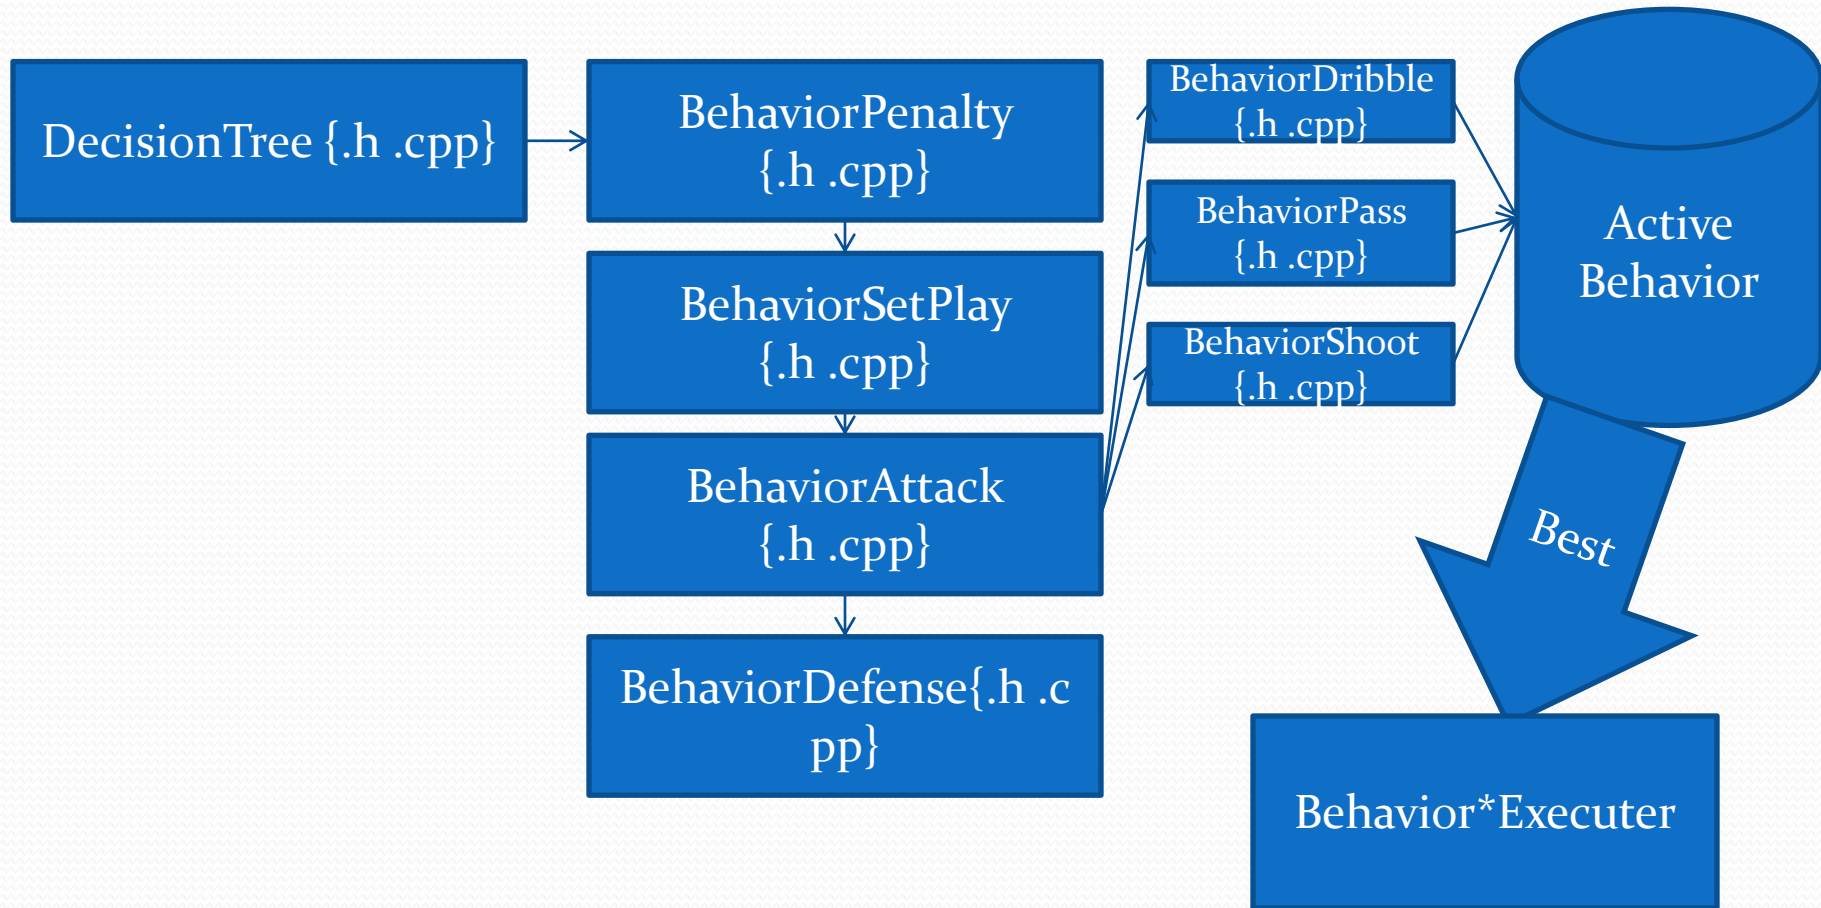 DecisionTree {.h .cpp}
BehaviorPenalty
{.h .cpp}
BehaviorSetPlay
{.h .cpp}
BehaviorAttack
{.h .cpp}
BehaviorDefense{.h .c
pp}
BehaviorDribble
{.h .cpp}
BehaviorPass
{.h .cpp}
BehaviorShoot
{.h .cpp}
Active
Behavior
Best
Behavior*Executer